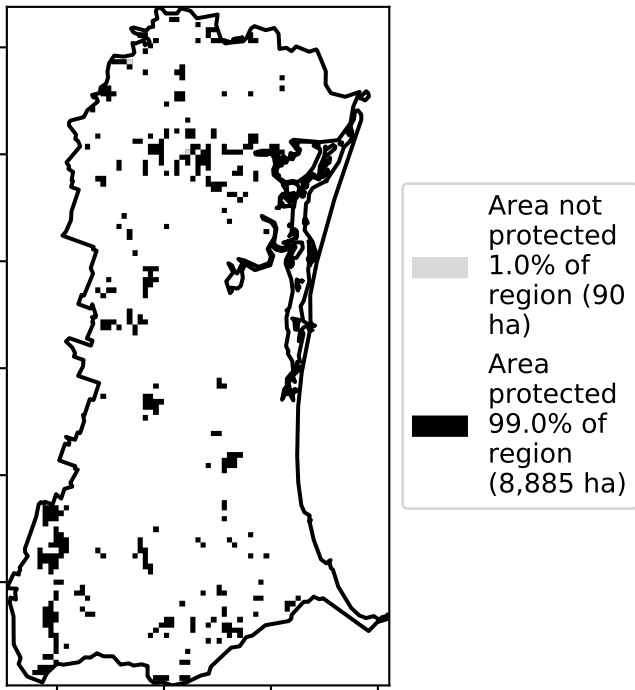 Area not
protected
1.0% of
region (90
ha)
Area
protected
99.0% of
region
(8,885 ha)